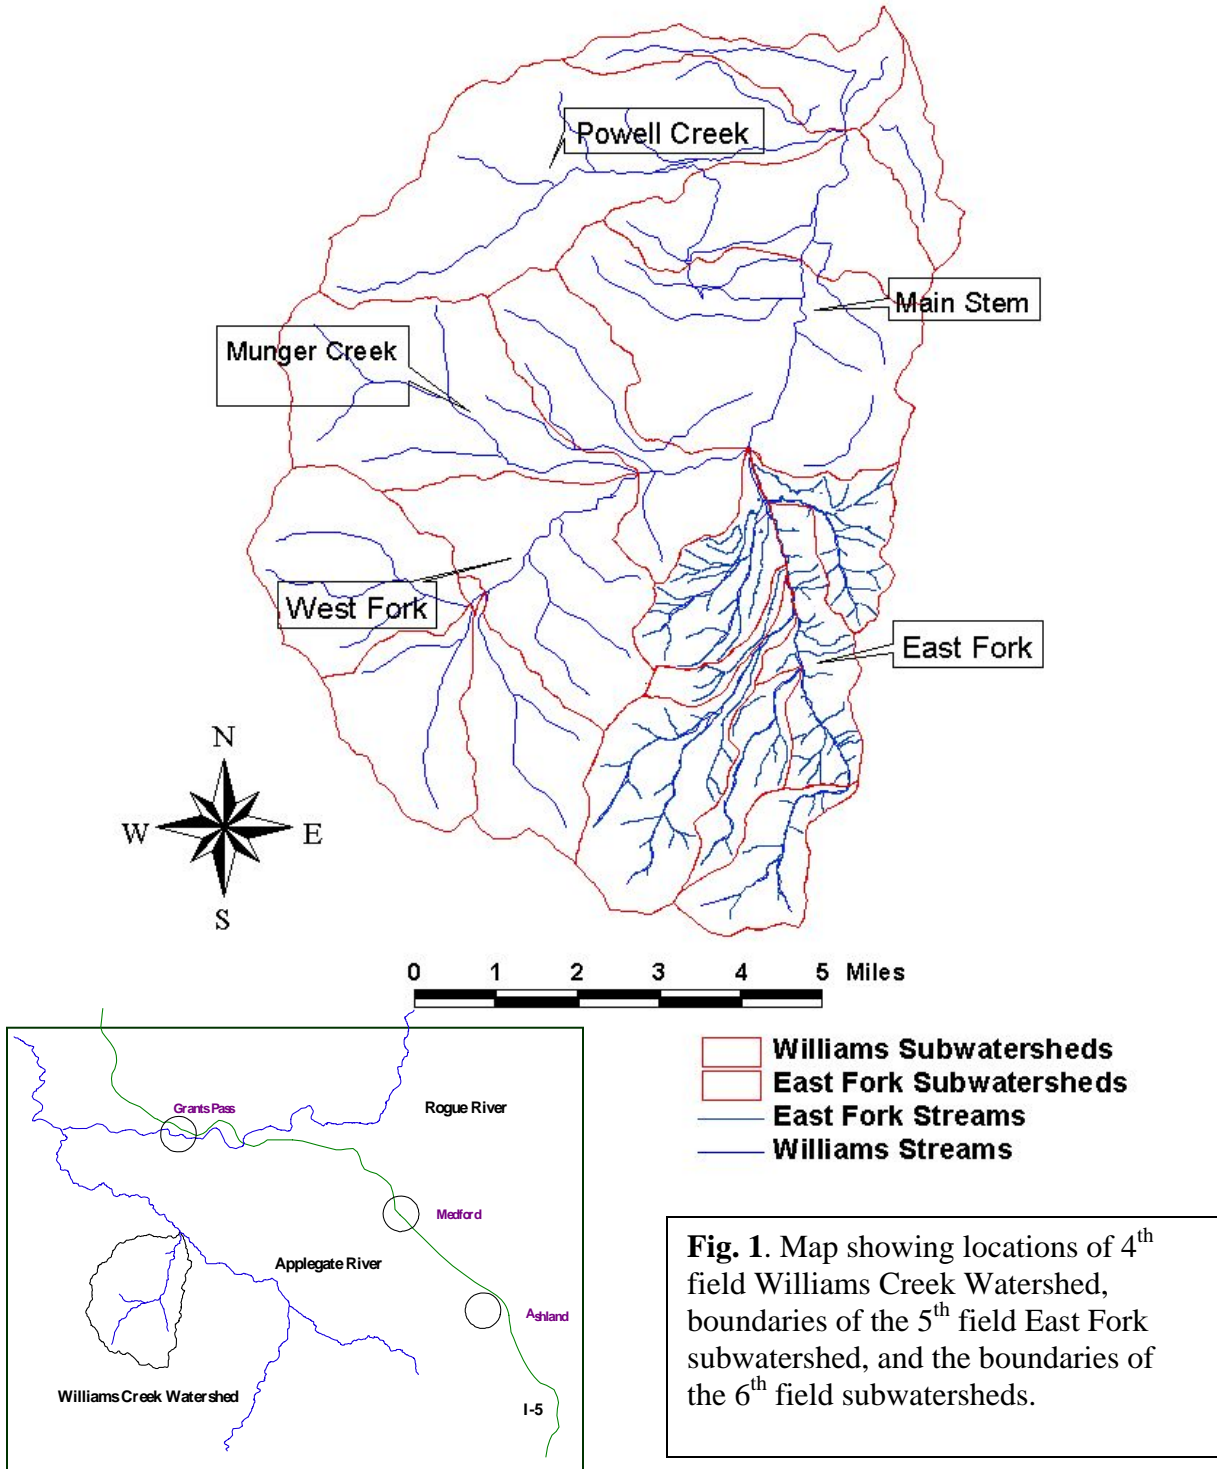 Powell Creek
Main Stem
Munger Creek
West Fork
East Fork
N
W E
S
0 1 2 3 4 5 Miles
Williams Subwatersheds
East Fork Subwatersheds
East Fork Streams
Williams Streams
Grants Pass
Rogue River
Medford
Applegate River
Ashland
Williams Creek Watershed
I-5
Fig. 1. Map showing locations of 4th
field Williams Creek Watershed,
boundaries of the 5th field East Fork
subwatershed, and the boundaries of
the 6th field subwatersheds.